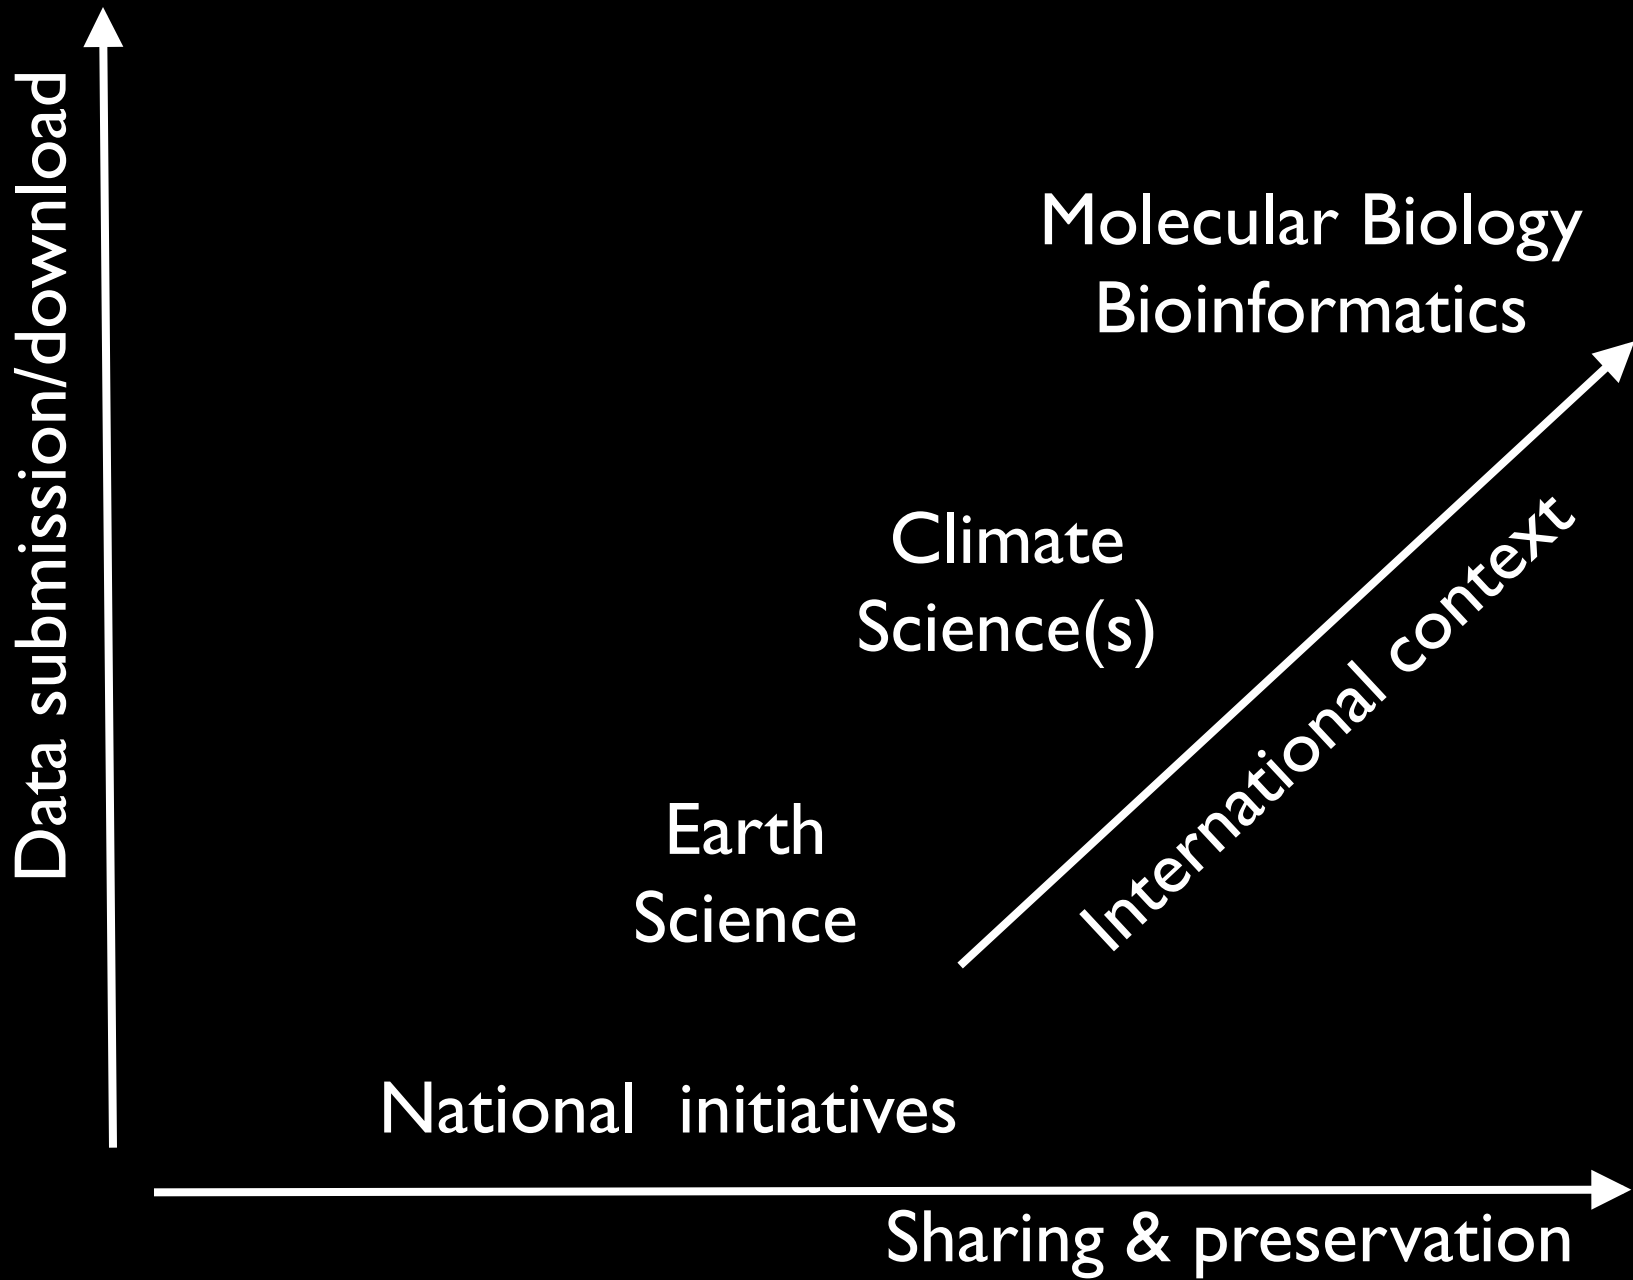 Data submission/download
Molecular Biology
Bioinformatics
Climate
Science(s)
International context
Earth
Science
National initiatives
Sharing & preservation